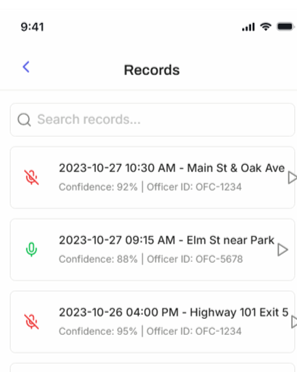 9:41
Records
Search records...
2023-10-27 10:30 AM - Main St & Oak Ave
Confidence: 92% | Officer ID: OFC-1234
2023-10-27 09:15 AM - Elm St near Park
Confidence: 88% | Officer ID: OFC-5678
2023-10-26 04:00 PM - Highway 101 Exit 5
Confidence: 95% | Officer ID: OFC-1234